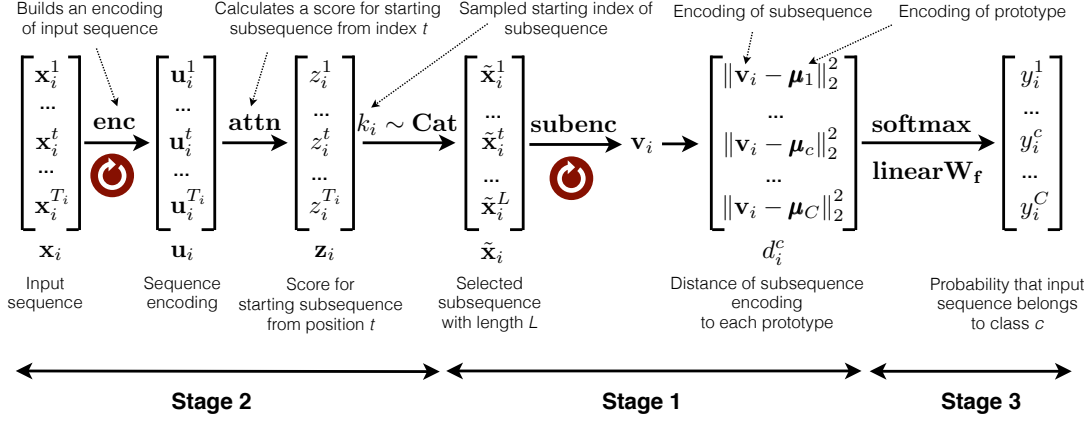 Builds an encoding
of input sequence
Calculates a score for starting
subsequence from index t
Sampled starting index of
subsequence
Encoding of subsequence
Encoding of prototype
x_i^1
...
x_i^t
...
x_i^{T_i}
x_i
Input
sequence
enc
u_i^1
...
u_i^t
...
u_i^{T_i}
u_i
Sequence
encoding
attn
z_i^1
...
z_i^t
...
z_i^{T_i}
z_i
Score for
starting subsequence
from position t
k_i ∼ Cat
x̃_i^1
...
x̃_i^t
...
x̃_i^L
x̃_i
Selected
subsequence
with length L
subenc
v_i
‖v_i − μ_1‖_2^2
...
‖v_i − μ_c‖_2^2
...
‖v_i − μ_C‖_2^2
d_i^c
Distance of subsequence
encoding
to each prototype
softmax
linearW_f
y_i^1
...
y_i^c
...
y_i^C
Probability that input
sequence belongs
to class c
Stage 2
Stage 1
Stage 3